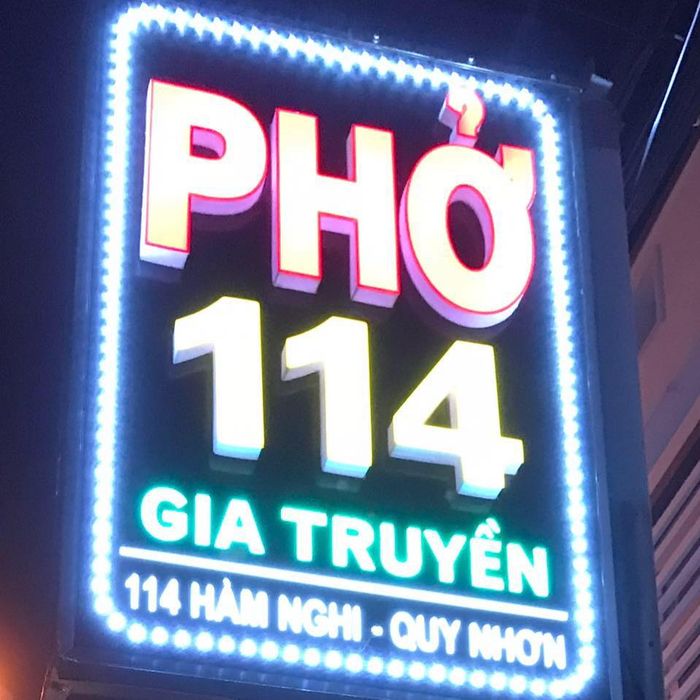 PHỞ
114
GIA TRUYỀN
114 HÀM NGHI - QUY NHƠN